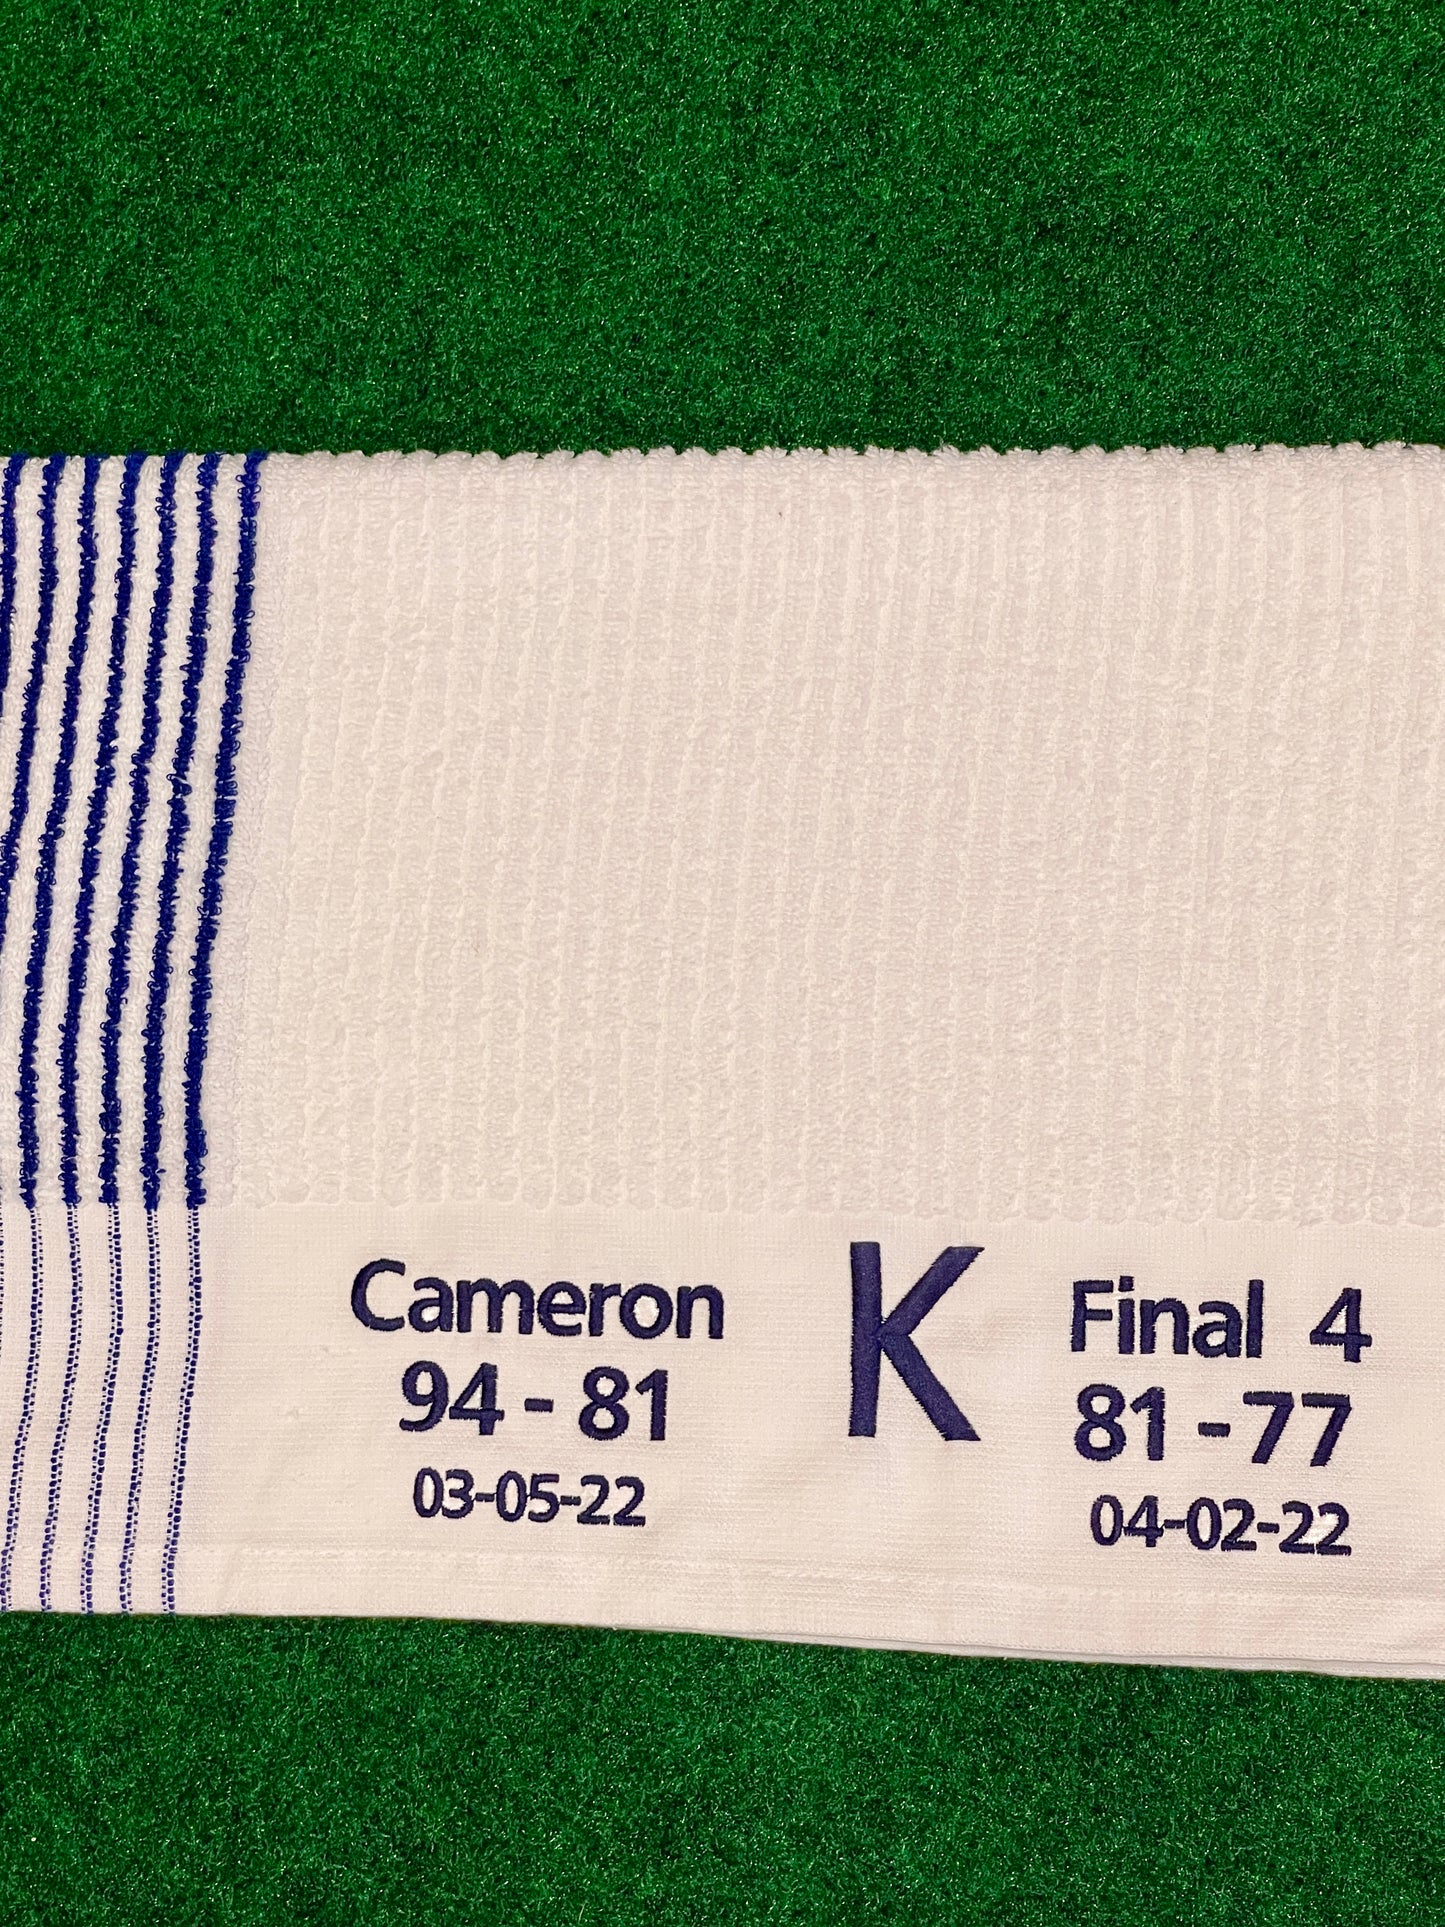 Cameron
94 - 81
03-05-22
K
Final 4
81 - 77
04-02-22